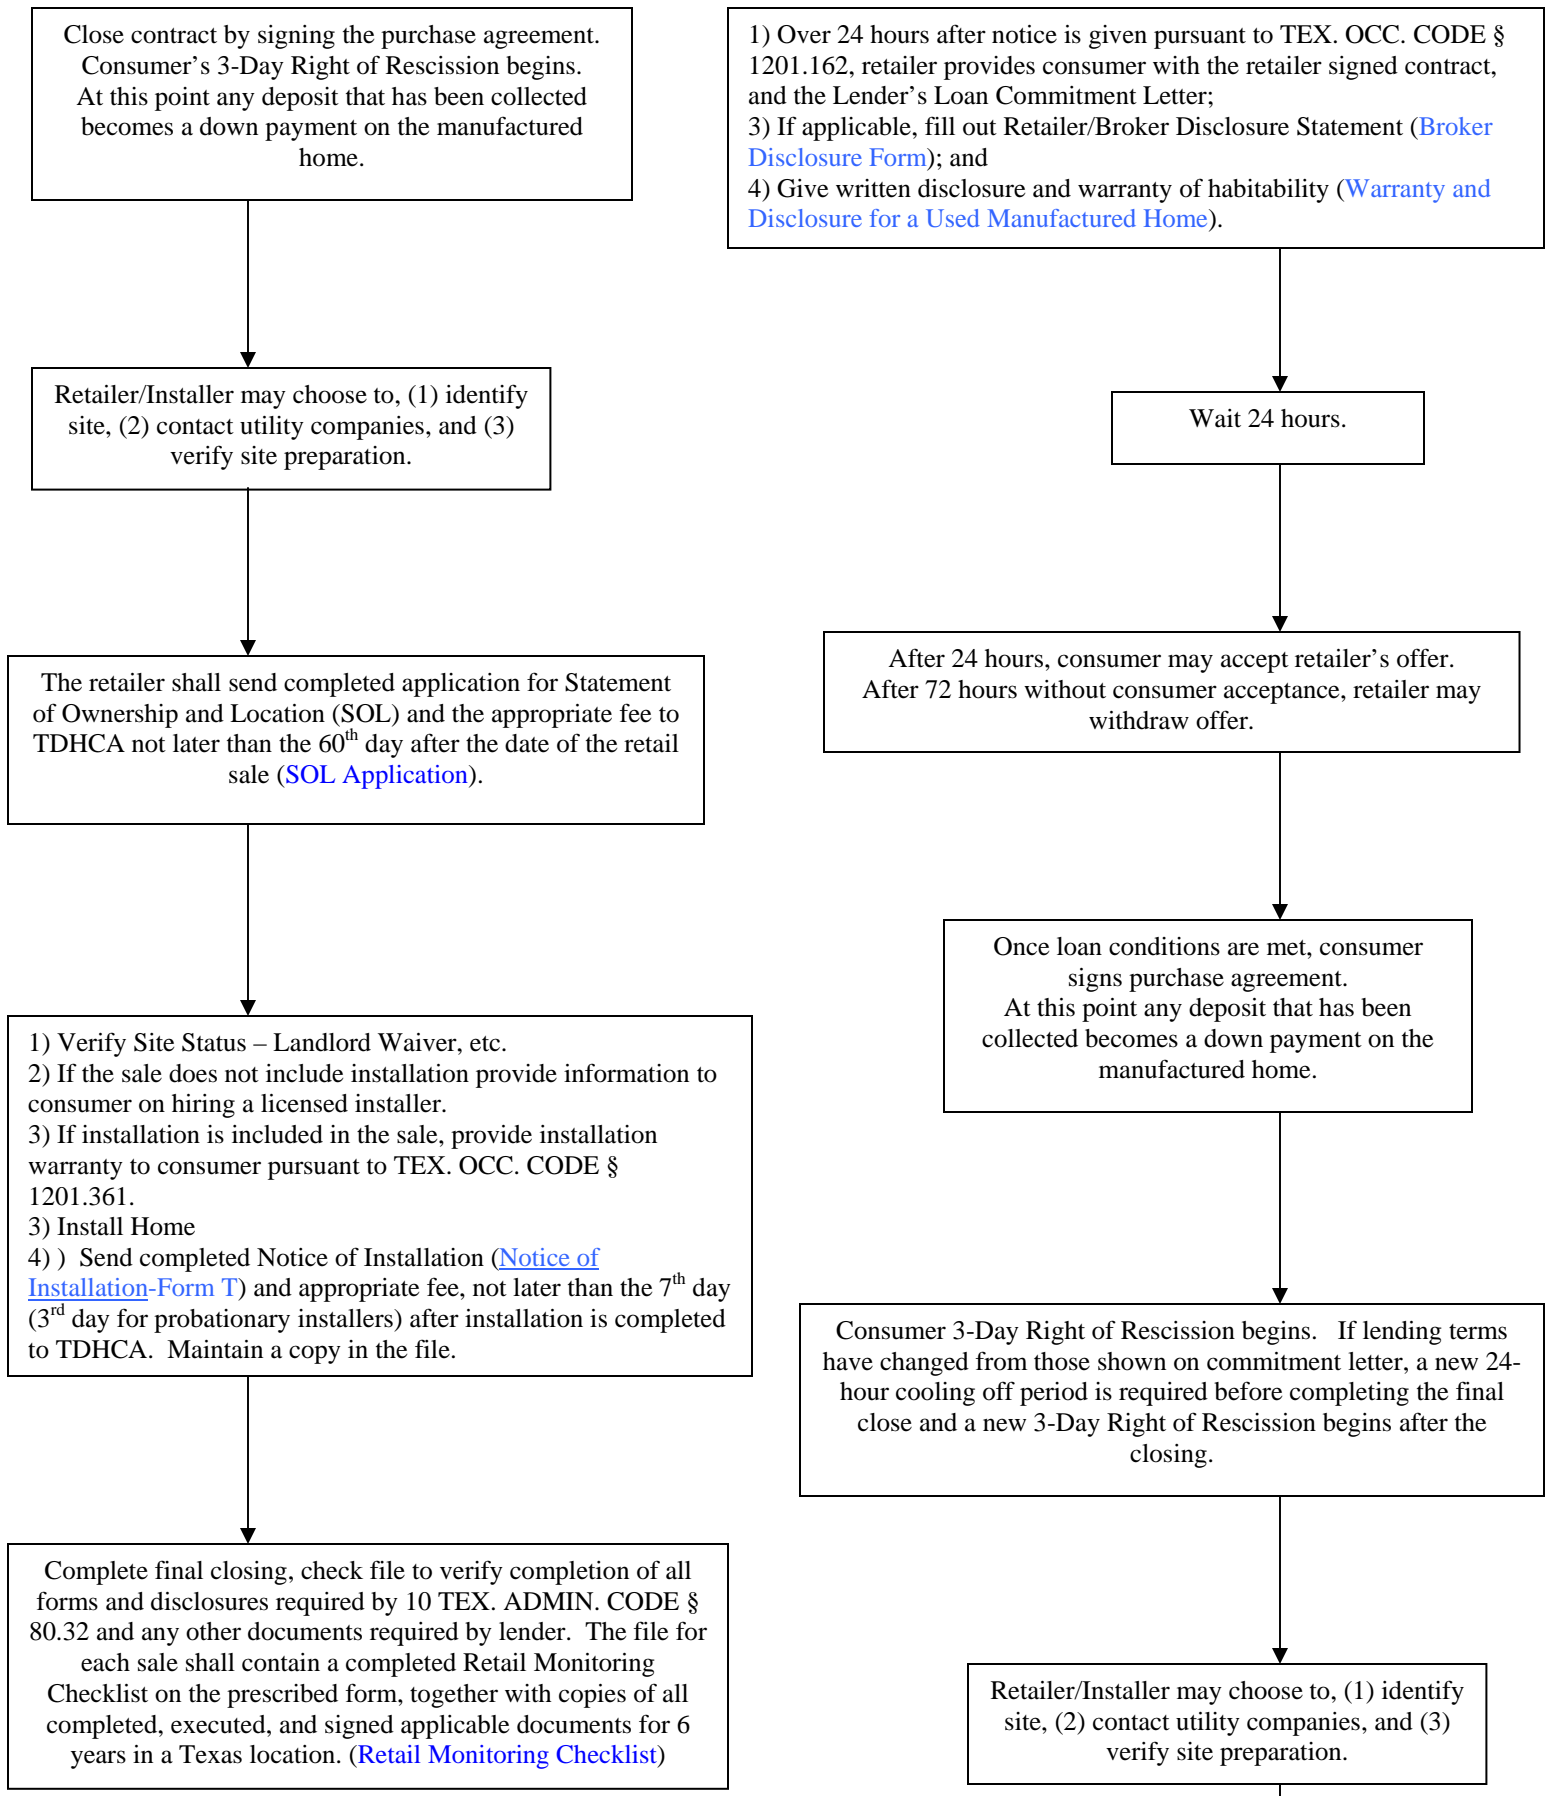 Close contract by signing the purchase agreement.
Consumer’s 3-Day Right of Rescission begins.
At this point any deposit that has been collected
becomes a down payment on the manufactured
home.
Retailer/Installer may choose to, (1) identify
site, (2) contact utility companies, and (3)
verify site preparation.
The retailer shall send completed application for Statement
of Ownership and Location (SOL) and the appropriate fee to
TDHCA not later than the 60th day after the date of the retail
sale (SOL Application).
1) Verify Site Status – Landlord Waiver, etc.
2) If the sale does not include installation provide information to
consumer on hiring a licensed installer.
3) If installation is included in the sale, provide installation
warranty to consumer pursuant to TEX. OCC. CODE §
1201.361.
3) Install Home
4) ) Send completed Notice of Installation (Notice of
Installation-Form T) and appropriate fee, not later than the 7th day
(3rd day for probationary installers) after installation is completed
to TDHCA. Maintain a copy in the file.
Complete final closing, check file to verify completion of all
forms and disclosures required by 10 TEX. ADMIN. CODE §
80.32 and any other documents required by lender. The file for
each sale shall contain a completed Retail Monitoring
Checklist on the prescribed form, together with copies of all
completed, executed, and signed applicable documents for 6
years in a Texas location. (Retail Monitoring Checklist)
1) Over 24 hours after notice is given pursuant to TEX. OCC. CODE §
1201.162, retailer provides consumer with the retailer signed contract,
and the Lender’s Loan Commitment Letter;
3) If applicable, fill out Retailer/Broker Disclosure Statement (Broker
Disclosure Form); and
4) Give written disclosure and warranty of habitability (Warranty and
Disclosure for a Used Manufactured Home).
Wait 24 hours.
After 24 hours, consumer may accept retailer’s offer.
After 72 hours without consumer acceptance, retailer may
withdraw offer.
Once loan conditions are met, consumer
signs purchase agreement.
At this point any deposit that has been
collected becomes a down payment on the
manufactured home.
Consumer 3-Day Right of Rescission begins. If lending terms
have changed from those shown on commitment letter, a new 24-
hour cooling off period is required before completing the final
close and a new 3-Day Right of Rescission begins after the
closing.
Retailer/Installer may choose to, (1) identify
site, (2) contact utility companies, and (3)
verify site preparation.